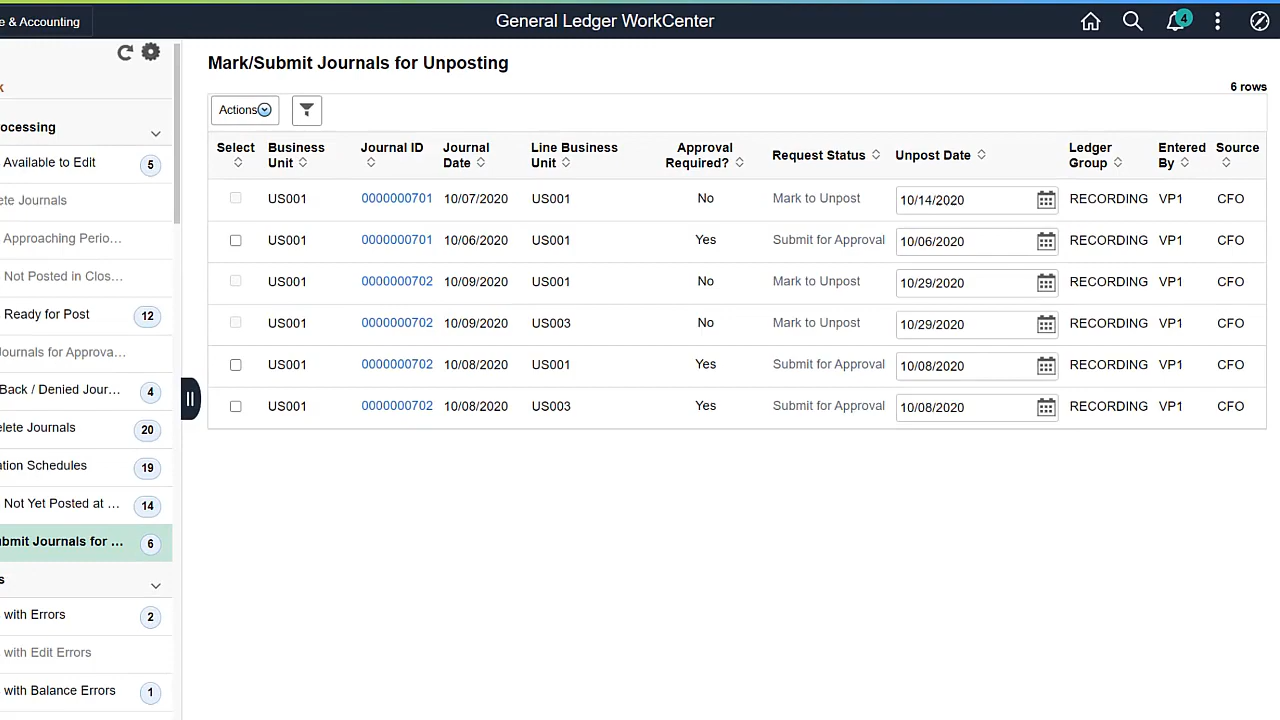 e & Accounting
General Ledger WorkCenter
4
k
ocessing
Available to Edit 5
ete Journals
Approaching Perio...
Not Posted in Clos...
Ready for Post 12
ournals for Approva...
Back / Denied Jour... 4
elete Journals 20
ation Schedules 19
Not Yet Posted at ... 14
ubmit Journals for ... 6
s
with Errors 2
with Edit Errors
with Balance Errors 1
Mark/Submit Journals for Unposting
6 rows
Actions
Select Business Unit Journal ID Journal Date Line Business Unit Approval Required? Request Status Unpost Date Ledger Group Entered By Source
US001 0000000701 10/07/2020 US001 No Mark to Unpost 10/14/2020 RECORDING VP1 CFO
US001 0000000701 10/06/2020 US001 Yes Submit for Approval 10/06/2020 RECORDING VP1 CFO
US001 0000000702 10/09/2020 US001 No Mark to Unpost 10/29/2020 RECORDING VP1 CFO
US001 0000000702 10/09/2020 US003 No Mark to Unpost 10/29/2020 RECORDING VP1 CFO
US001 0000000702 10/08/2020 US001 Yes Submit for Approval 10/08/2020 RECORDING VP1 CFO
US001 0000000702 10/08/2020 US003 Yes Submit for Approval 10/08/2020 RECORDING VP1 CFO